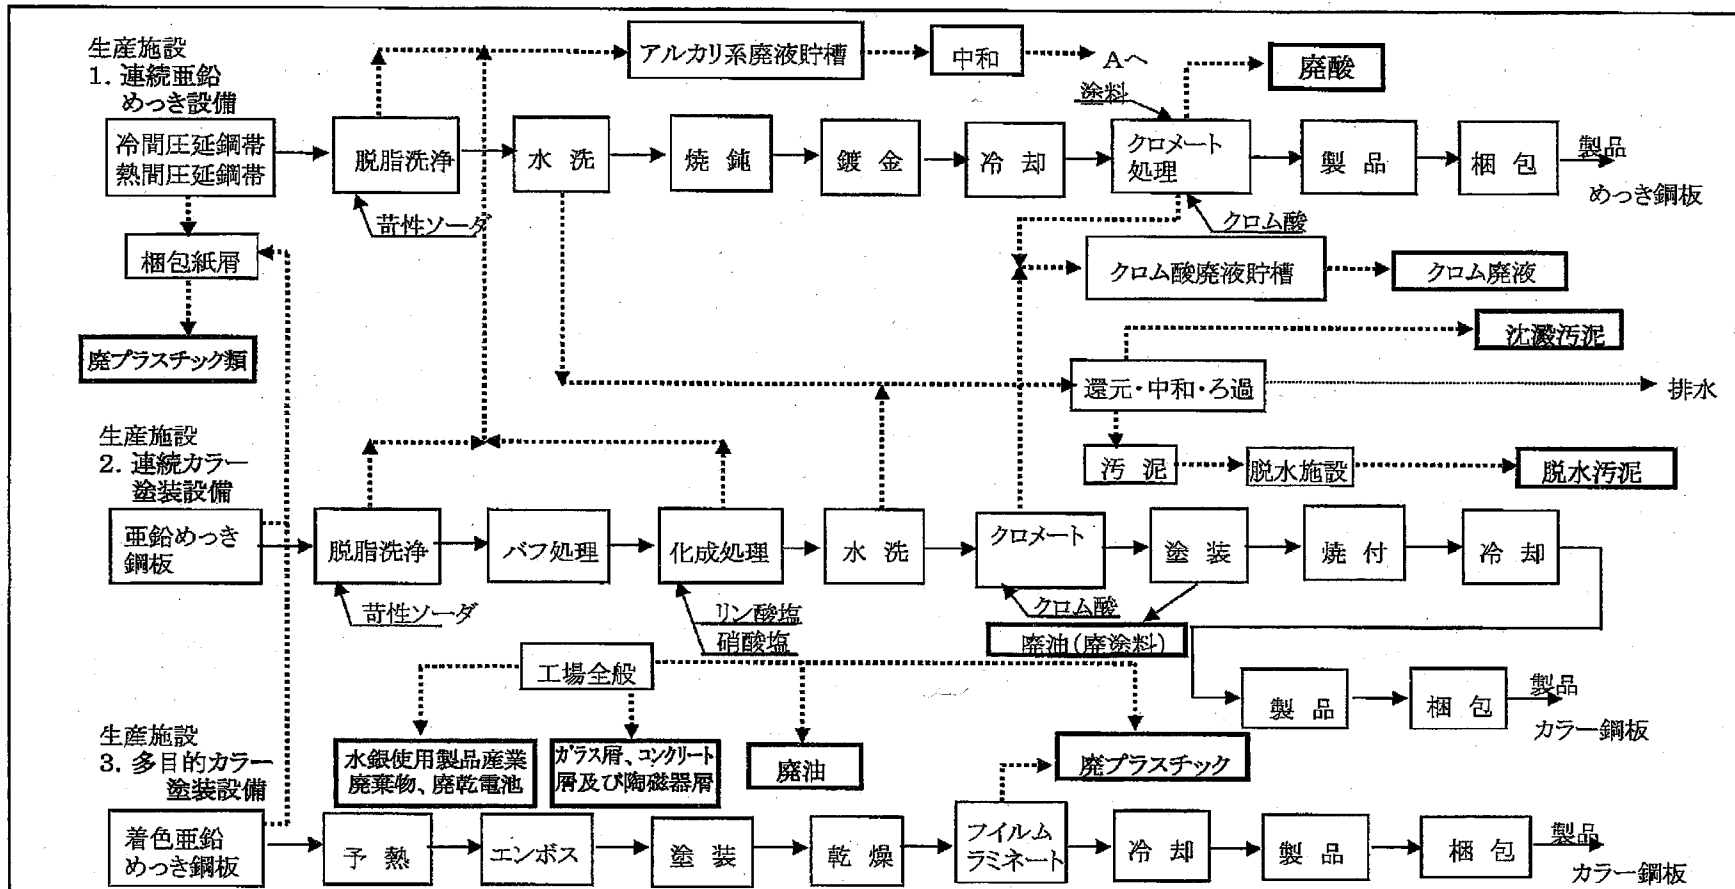 生産施設
1. 連続亜鉛
めっき設備
アルカリ系廃液貯槽
中和
Aへ
廃酸
塗料
冷間圧延鋼帯
熱間圧延鋼帯
脱脂洗浄
水 洗
焼 鈍
鍍 金
冷 却
クロメート
処理
製 品
梱 包
製品
めっき鋼板
苛性ソーダ
クロム酸
梱包紙屑
クロム酸廃液貯槽
クロム廃液
廃プラスチック類
沈澱汚泥
還元・中和・ろ過
排水
生産施設
2. 連続カラー
塗装設備
汚 泥
脱水施設
脱水汚泥
亜鉛めっき
鋼板
脱脂洗浄
バフ処理
化成処理
水 洗
クロメート
塗 装
焼 付
冷 却
苛性ソーダ
リン酸塩
硝酸塩
クロム酸
廃油(廃塗料)
工場全般
製 品
梱 包
製品
カラー鋼板
生産施設
3. 多目的カラー
塗装設備
水銀使用製品産業
廃棄物、廃乾電池
ガラス屑、コンクリート
屑及び陶磁器屑
廃油
廃プラスチック
着色亜鉛
めっき鋼板
予 熱
エンボス
塗 装
乾 燥
フイルム
ラミネート
冷 却
製 品
梱 包
製品
カラー鋼板